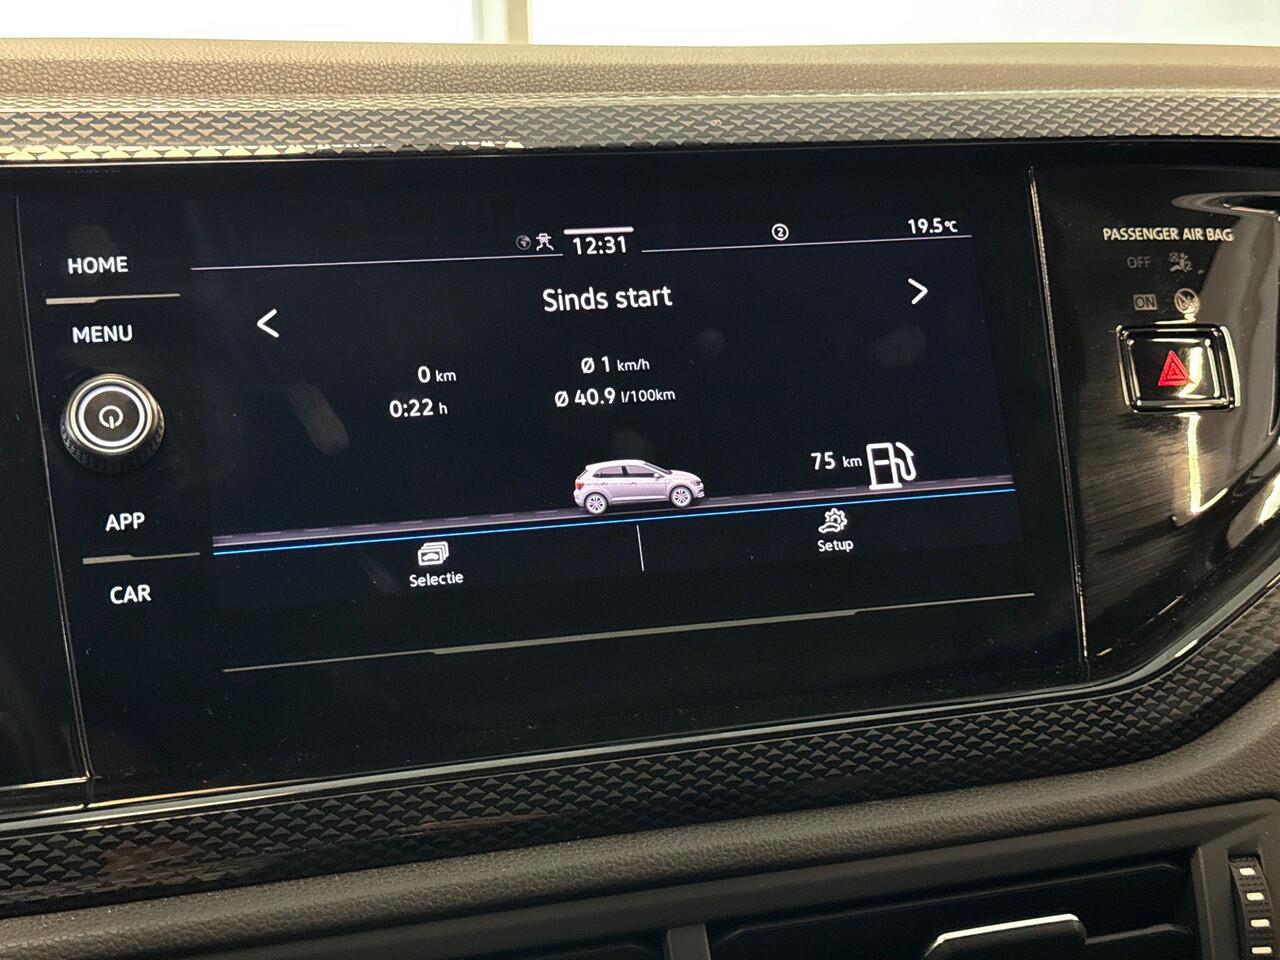 HOME
MENU
APP
CAR
12:31
2
19.5°C
Sinds start
0 km
0:22 h
Ø 1 km/h
Ø 40.9 l/100km
75 km
Selectie
Setup
PASSENGER AIR BAG
OFF
ON